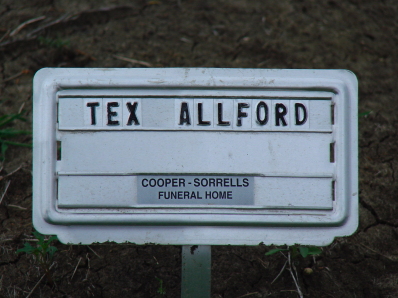 TEX ALLFORD
COOPER - SORRELLS
FUNERAL HOME